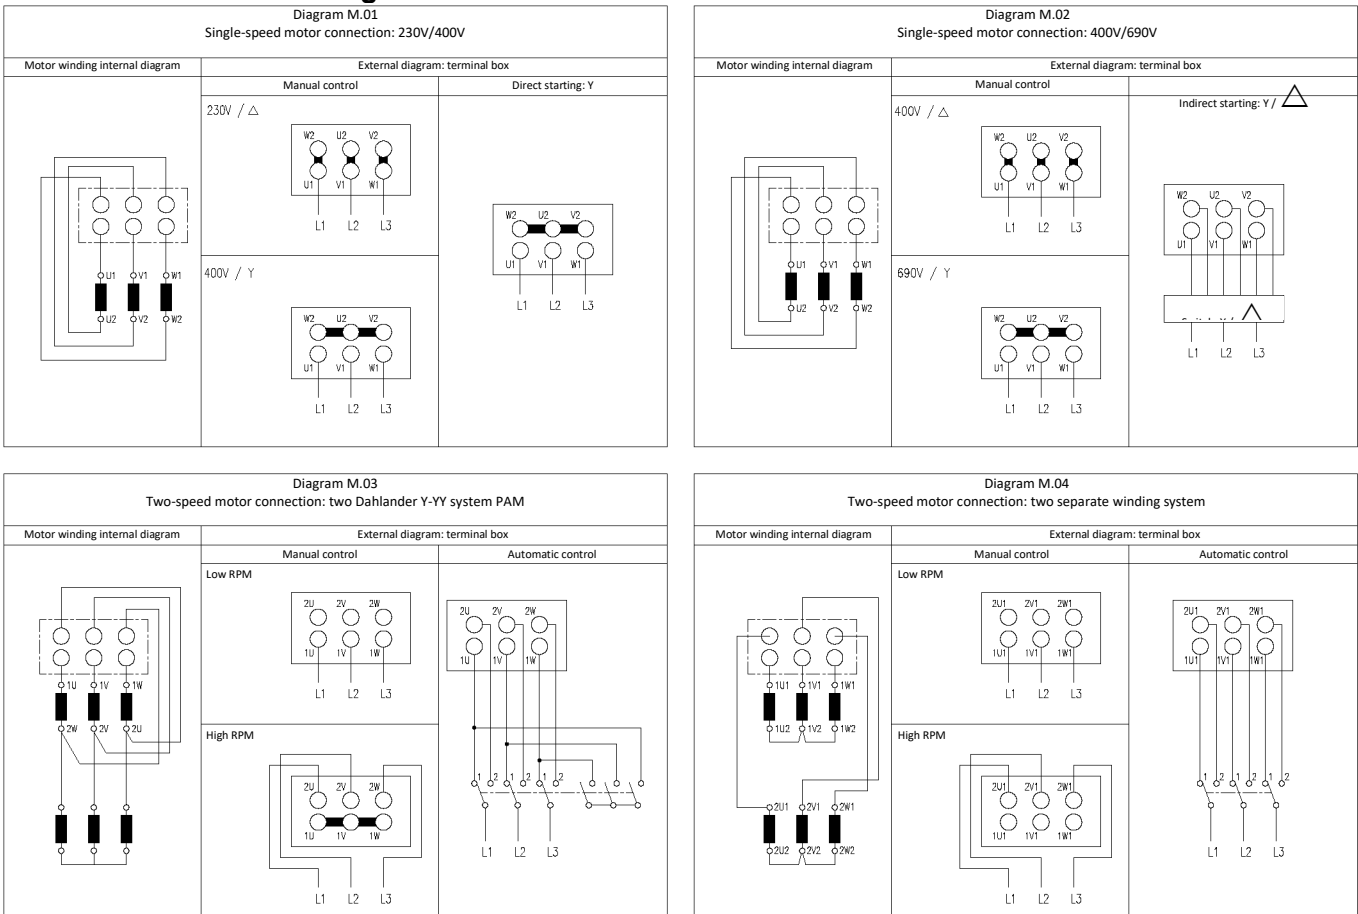 Diagram M.01
Single-speed motor connection: 230V/400V
Motor winding internal diagram
External diagram: terminal box
Manual control
Direct starting: Y
230V / △
W2 U2 V2
U1 V1 W1
L1 L2 L3
W2 U2 V2
U1 V1 W1
L1 L2 L3
U1 V1 W1
U2 V2 W2
400V / Y
W2 U2 V2
U1 V1 W1
L1 L2 L3
Diagram M.02
Single-speed motor connection: 400V/690V
Motor winding internal diagram
External diagram: terminal box
Manual control
Indirect starting: Y / △
400V / △
W2 U2 V2
U1 V1 W1
L1 L2 L3
W2 U2 V2
U1 V1 W1
L1 L2 L3
U1 V1 W1
U2 V2 W2
690V / Y
W2 U2 V2
U1 V1 W1
L1 L2 L3
Diagram M.03
Two-speed motor connection: two Dahlander Y-YY system PAM
Motor winding internal diagram
External diagram: terminal box
Manual control
Automatic control
Low RPM
2U 2V 2W
1U 1V 1W
L1 L2 L3
2U 2V 2W
1U 1V 1W
1 2 1 2 1 2
L1 L2 L3
1U 1V 1W
2W 2V 2U
High RPM
2U 2V 2W
1U 1V 1W
L1 L2 L3
Diagram M.04
Two-speed motor connection: two separate winding system
Motor winding internal diagram
External diagram: terminal box
Manual control
Automatic control
Low RPM
2U1 2V1 2W1
1U1 1V1 1W1
L1 L2 L3
2U1 2V1 2W1
1U1 1V1 1W1
1 2 1 2 1 2
L1 L2 L3
1U1 1V1 1W1
1U2 1V2 1W2
2U1 2V1 2W1
2U2 2V2 2W2
High RPM
2U1 2V1 2W1
1U1 1V1 1W1
L1 L2 L3